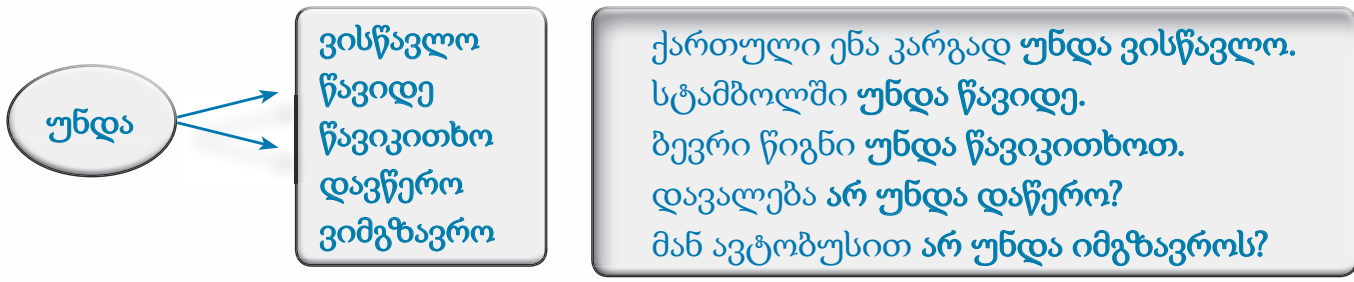 უნდა
ვისწავლო
წავიდე
წავიკითხო
დავწერო
ვიმგზავრო
ქართული ენა კარგად უნდა ვისწავლო.
სტამბოლში უნდა წავიდე.
ბევრი წიგნი უნდა წავიკითხოთ.
დავალება არ უნდა დაწერო?
მან ავტობუსით არ უნდა იმგზავროს?